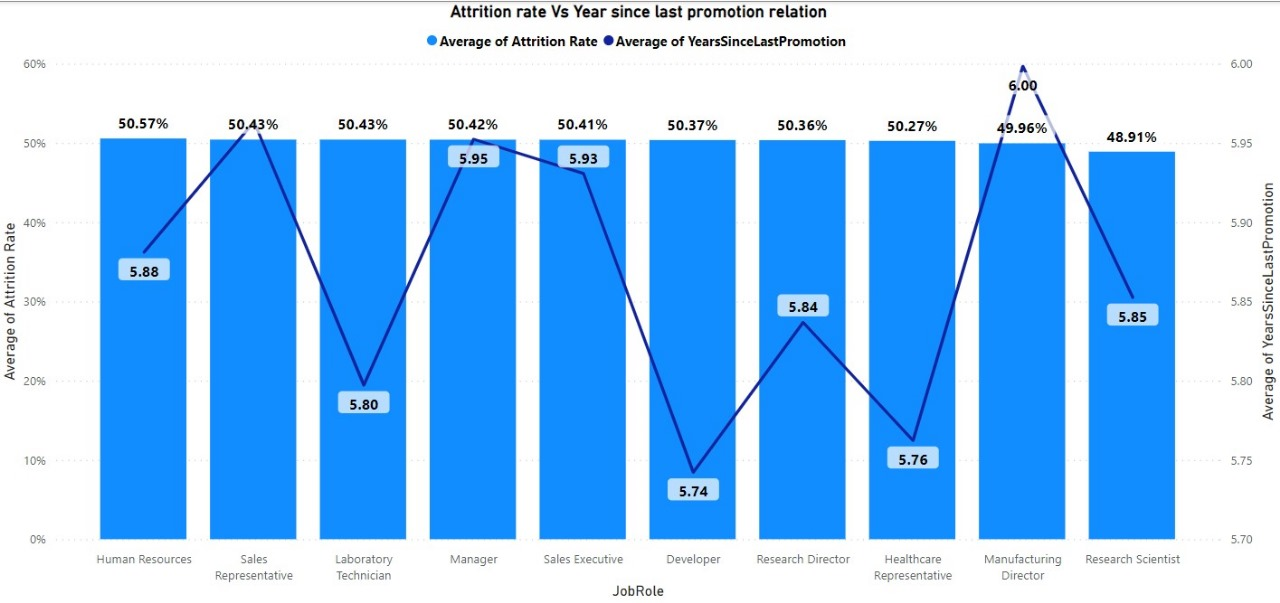 Attrition rate Vs Year since last promotion relation
Average of Attrition Rate Average of YearsSinceLastPromotion
60%
50%
40%
30%
20%
10%
0%
Average of Attrition Rate
50.57%
50.43%
50.43%
50.42%
50.41%
50.37%
50.36%
50.27%
49.96%
48.91%
5.88
5.80
5.95
5.93
5.74
5.84
5.76
6.00
5.85
6.00
5.95
5.90
5.85
5.80
5.75
5.70
Average of YearsSinceLastPromotion
Human Resources
Sales
Representative
Laboratory
Technician
Manager
Sales Executive
Developer
Research Director
Healthcare
Representative
Manufacturing
Director
Research Scientist
JobRole